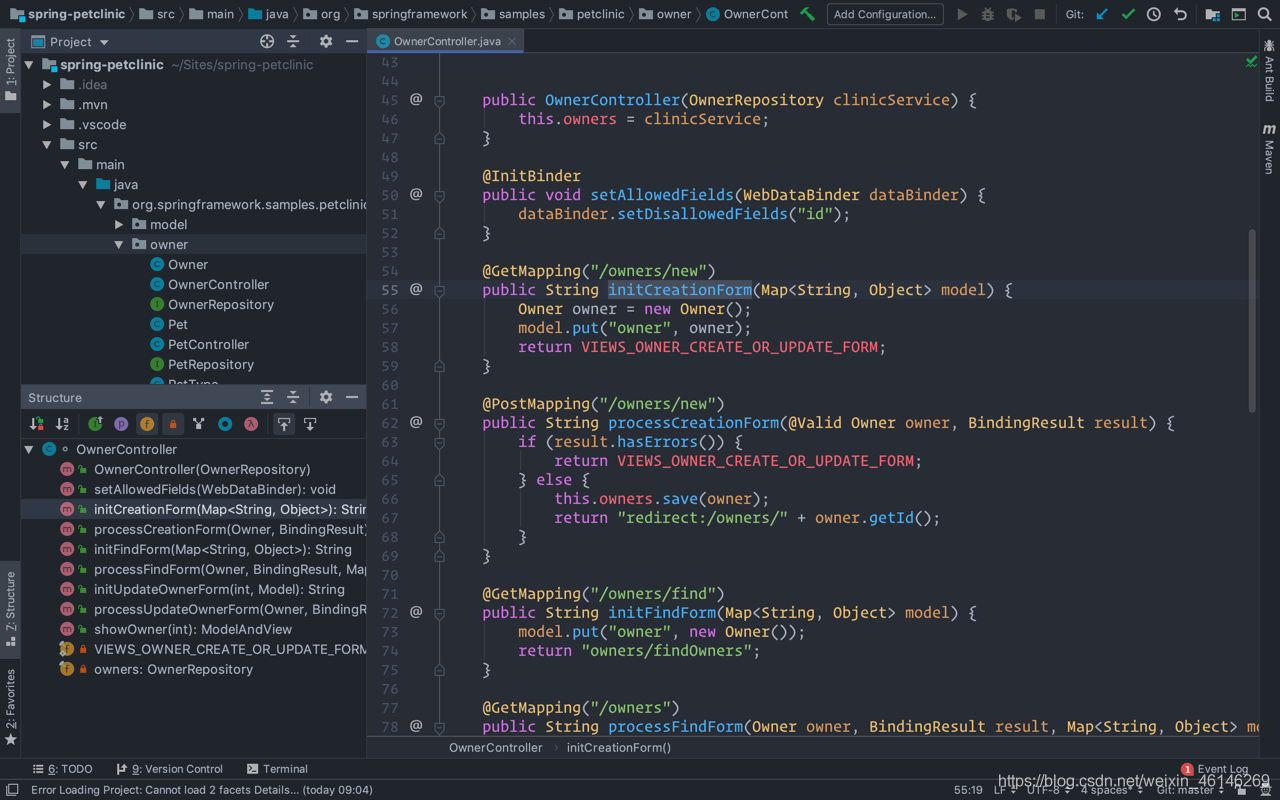 spring-petclinic › src › main › java › org › springframework › samples › petclinic › owner › OwnerCont Add Configuration... Git:
1: Project
Project
spring-petclinic ~/Sites/spring-petclinic
.idea
.mvn
.vscode
src
main
java
org.springframework.samples.petclinic
model
owner
Owner
OwnerController
OwnerRepository
Pet
PetController
PetRepository
PetType
Structure
OwnerController
OwnerController(OwnerRepository)
setAllowedFields(WebDataBinder): void
initCreationForm(Map<String, Object>): Strin
processCreationForm(Owner, BindingResult)
initFindForm(Map<String, Object>): String
processFindForm(Owner, BindingResult, Map
initUpdateOwnerForm(int, Model): String
processUpdateOwnerForm(Owner, BindingR
showOwner(int): ModelAndView
VIEWS_OWNER_CREATE_OR_UPDATE_FORM
owners: OwnerRepository
7: Structure
2: Favorites
OwnerController.java
43
44
45 @ public OwnerController(OwnerRepository clinicService) {
46 this.owners = clinicService;
47 }
48
49 @InitBinder
50 @ public void setAllowedFields(WebDataBinder dataBinder) {
51 dataBinder.setDisallowedFields("id");
52 }
53
54 @GetMapping("/owners/new")
55 @ public String initCreationForm(Map<String, Object> model) {
56 Owner owner = new Owner();
57 model.put("owner", owner);
58 return VIEWS_OWNER_CREATE_OR_UPDATE_FORM;
59 }
60
61 @PostMapping("/owners/new")
62 @ public String processCreationForm(@Valid Owner owner, BindingResult result) {
63 if (result.hasErrors()) {
64 return VIEWS_OWNER_CREATE_OR_UPDATE_FORM;
65 } else {
66 this.owners.save(owner);
67 return "redirect:/owners/" + owner.getId();
68 }
69 }
70
71 @GetMapping("/owners/find")
72 @ public String initFindForm(Map<String, Object> model) {
73 model.put("owner", new Owner());
74 return "owners/findOwners";
75 }
76
77 @GetMapping("/owners")
78 @ public String processFindForm(Owner owner, BindingResult result, Map<String, Object> mo
OwnerController › initCreationForm()
Ant Build
m Maven
6: TODO 9: Version Control Terminal 1 Event Log
Error Loading Project: Cannot load 2 facets Details... (today 09:04) 55:19 LF UTF-8 4 spaces* Git: master
https://blog.csdn.net/weixin_46146269